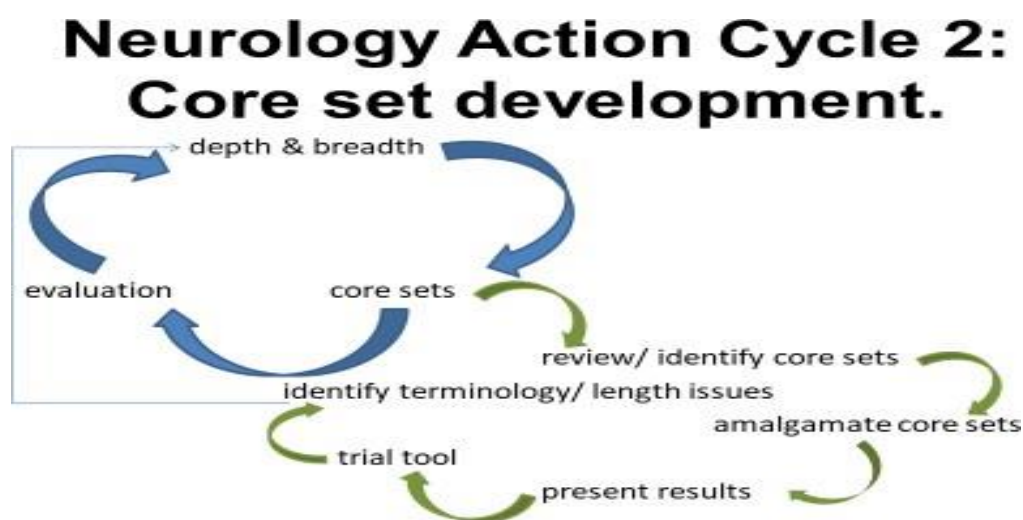 Neurology Action Cycle 2:
Core set development.
depth & breadth
evaluation
core sets
review/ identify core sets
identify terminology/ length issues
amalgamate core sets
trial tool
present results